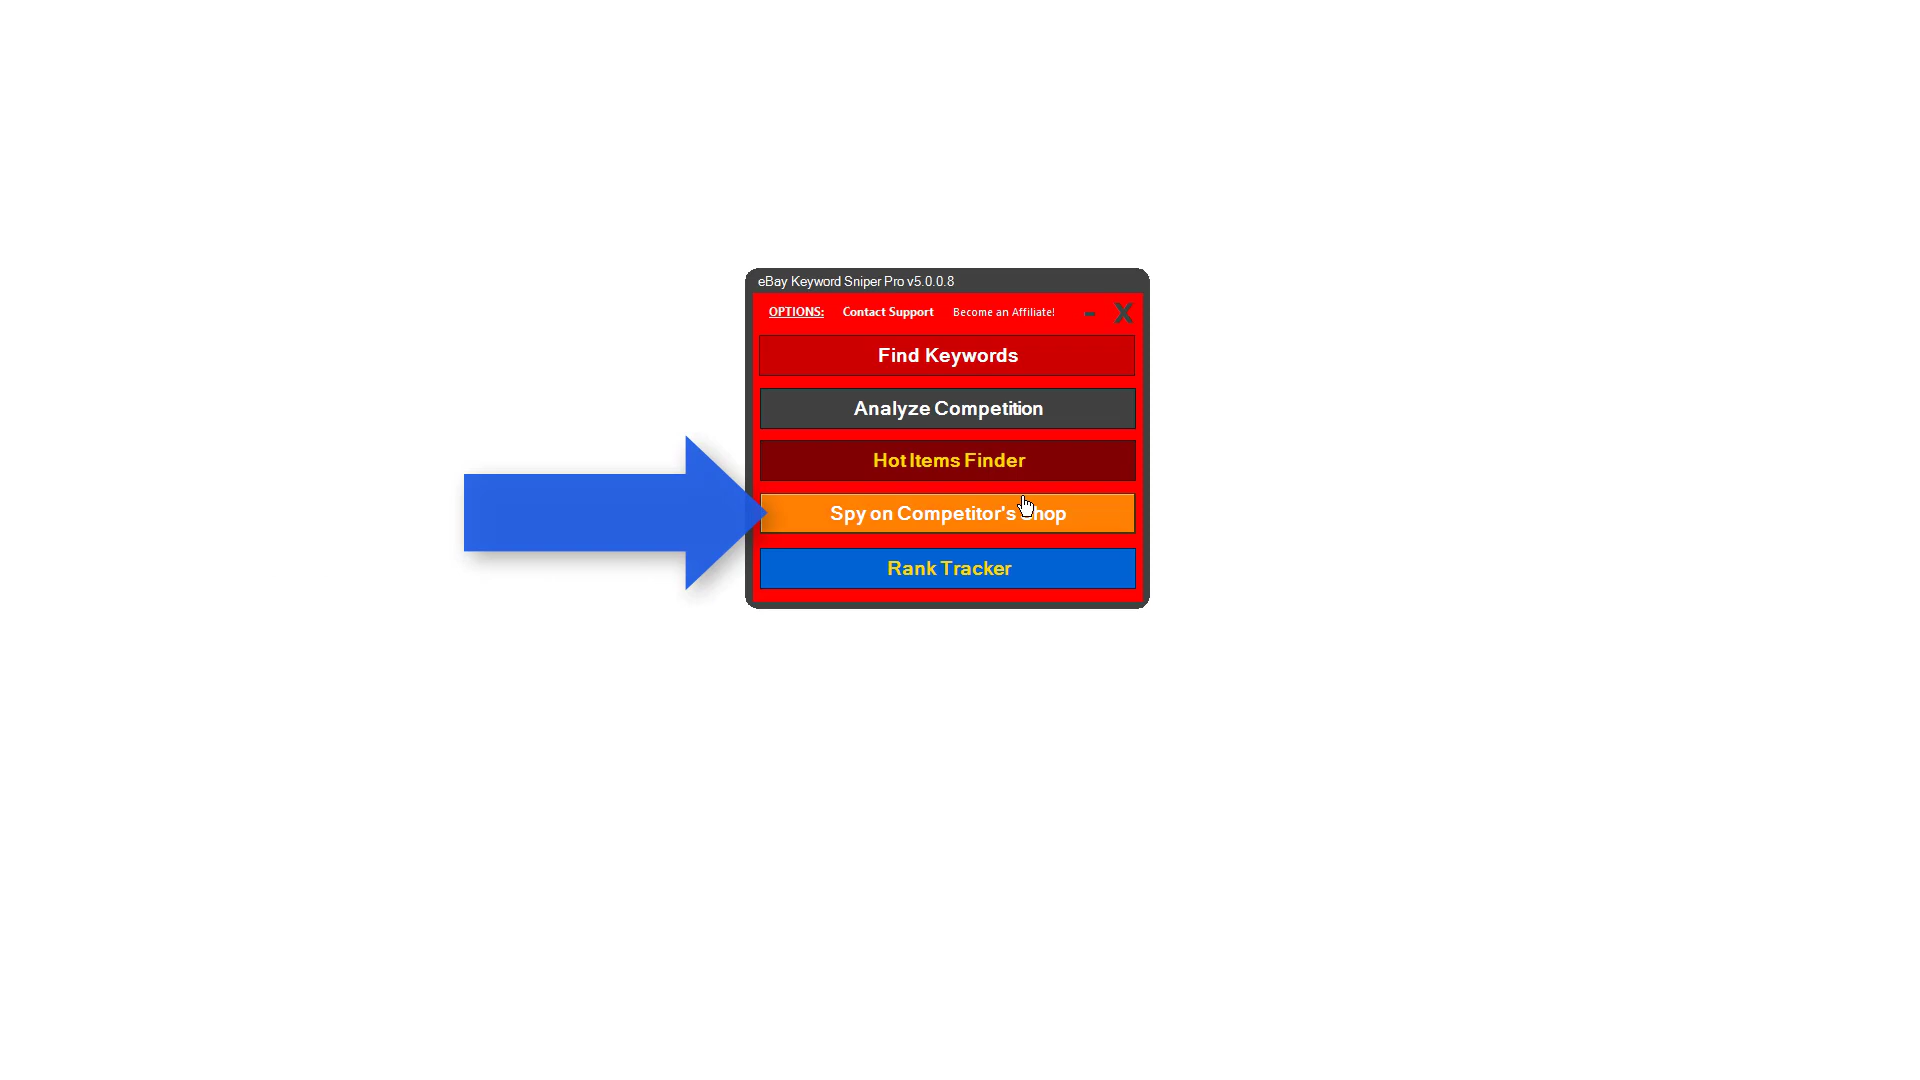 eBay Keyword Sniper Pro v5.0.0.8
OPTIONS: Contact Support Become an Affiliate! - X
Find Keywords
Analyze Competition
Hot Items Finder
Spy on Competitor's Shop
Rank Tracker